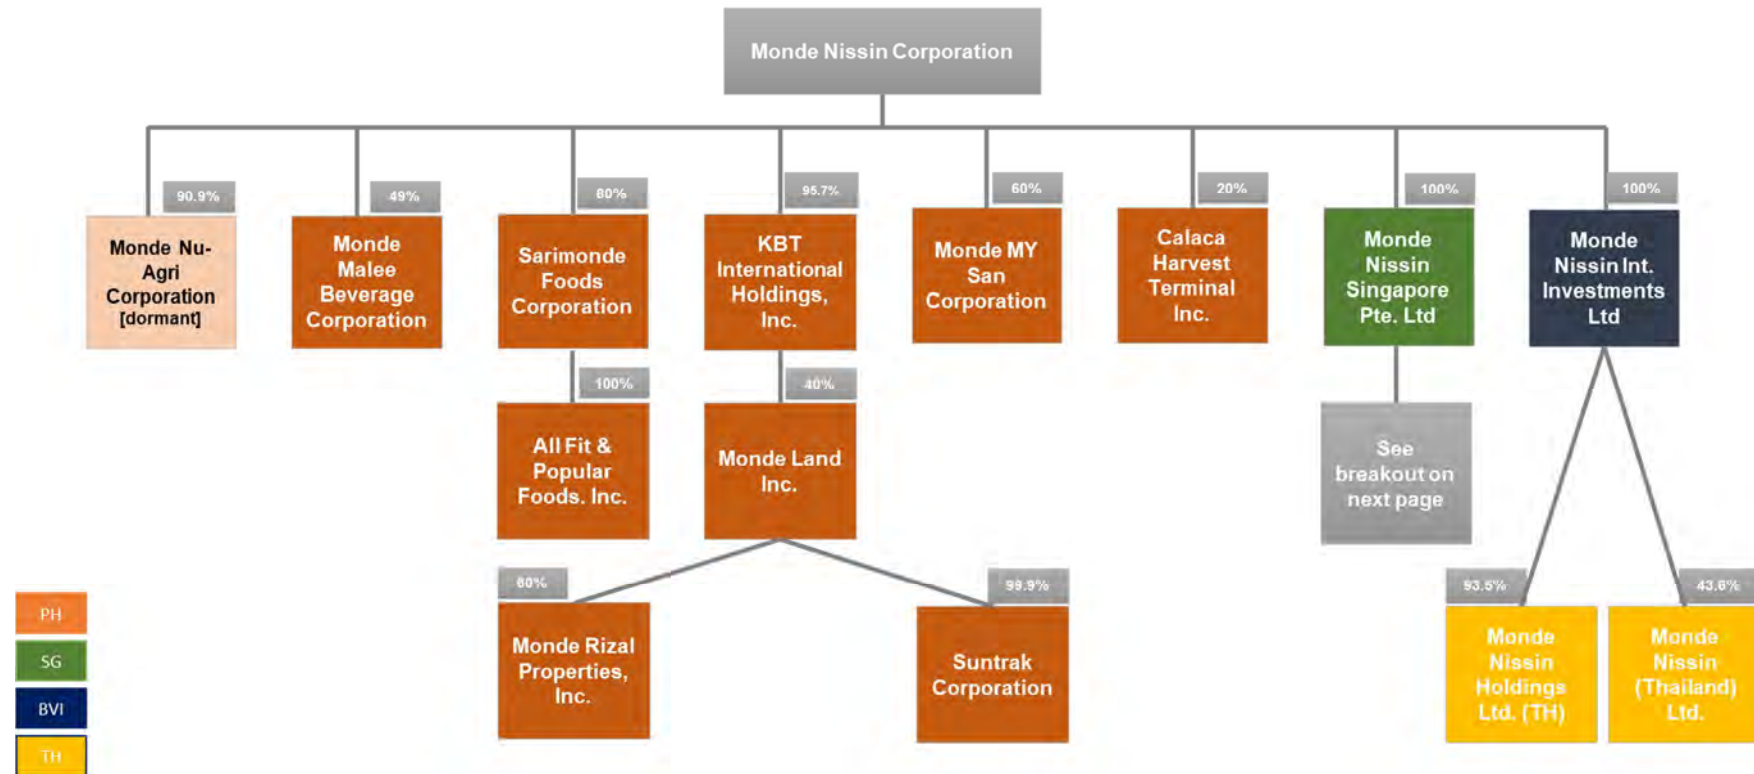 Monde Nissin Corporation
90.9%
49%
80%
95.7%
60%
20%
100%
100%
Monde Nu-
Agri
Corporation
[dormant]
Monde
Malee
Beverage
Corporation
Sarimonde
Foods
Corporation
KBT
International
Holdings,
Inc.
Monde MY
San
Corporation
Calaca
Harvest
Terminal
Inc.
Monde
Nissin
Singapore
Pte. Ltd
Monde
Nissin Int.
Investments
Ltd
100%
40%
All Fit &
Popular
Foods. Inc.
Monde Land
Inc.
See
breakout on
next page
60%
99.9%
93.5%
43.6%
Monde Rizal
Properties,
Inc.
Suntrak
Corporation
Monde
Nissin
Holdings
Ltd. (TH)
Monde
Nissin
(Thailand)
Ltd.
PH
SG
BVI
TH